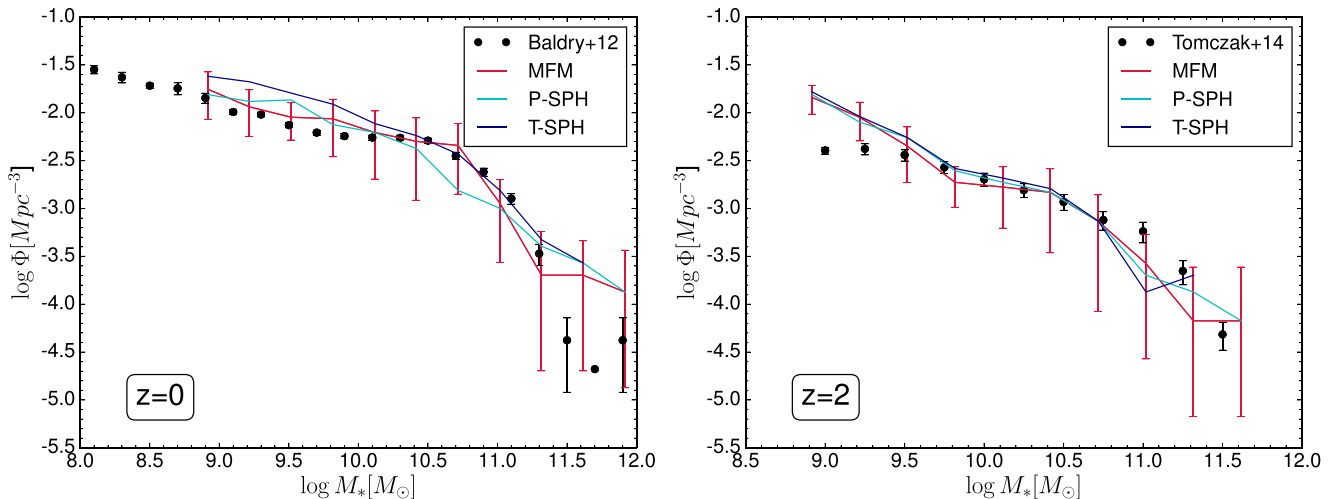 -1.0
-1.5
-2.0
-2.5
-3.0
-3.5
-4.0
-4.5
-5.0
-5.5
log Φ[Mpc⁻³]
Baldry+12
MFM
P-SPH
T-SPH
z=0
8.0 8.5 9.0 9.5 10.0 10.5 11.0 11.5 12.0
log M*[M☉]
-1.0
-1.5
-2.0
-2.5
-3.0
-3.5
-4.0
-4.5
-5.0
-5.5
log Φ[Mpc⁻³]
Tomczak+14
MFM
P-SPH
T-SPH
z=2
8.5 9.0 9.5 10.0 10.5 11.0 11.5 12.0
log M*[M☉]